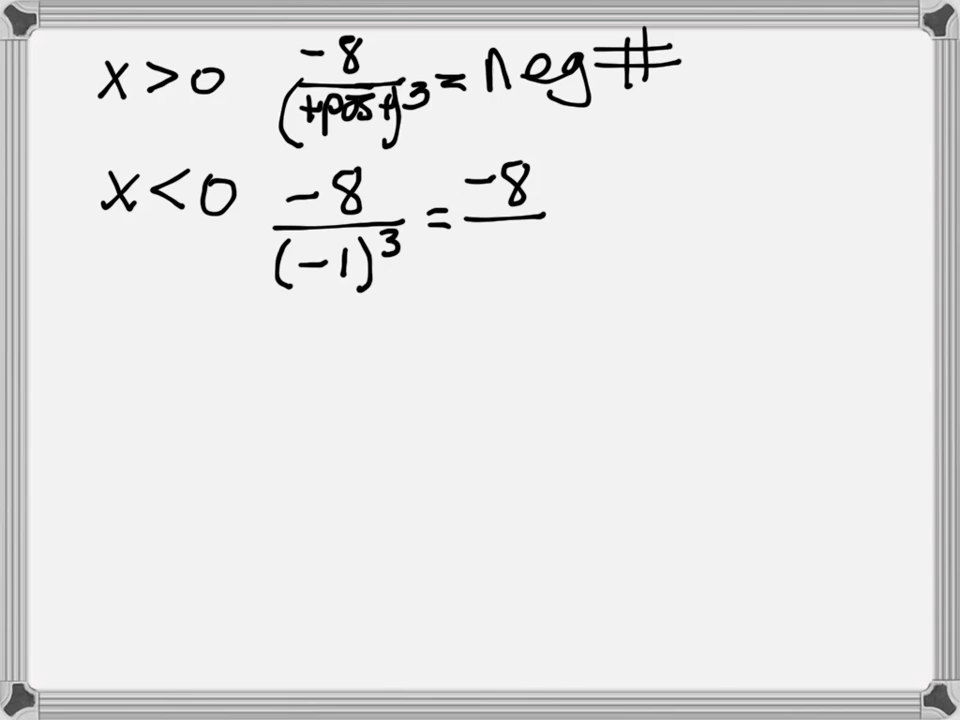 x > 0 -8/(+pos+)^3 = neg #
x < 0 -8/(-1)^3 = -8/